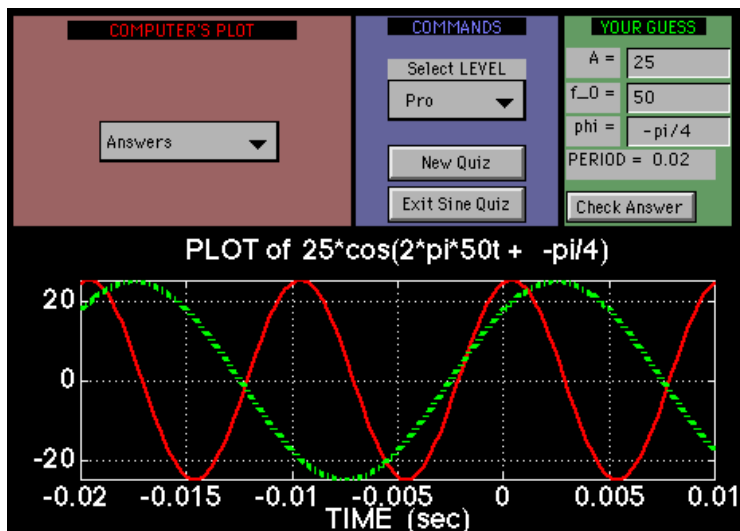 COMPUTER'S PLOT
Answers
COMMANDS
Select LEVEL
Pro
New Quiz
Exit Sine Quiz
YOUR GUESS
A = 25
f_0 = 50
phi = -pi/4
PERIOD = 0.02
Check Answer
PLOT of 25*cos(2*pi*50t + -pi/4)
20
0
-20
-0.02 -0.015 -0.01 -0.005 0 0.005 0.01
TIME (sec)